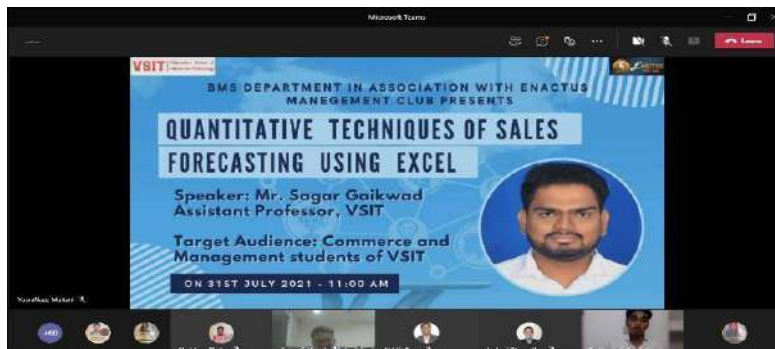 Microsoft Teams
Leave
VSIT
BMS DEPARTMENT IN ASSOCIATION WITH ENACTUS
MANEGEMENT CLUB PRESENTS
QUANTITATIVE TECHNIQUES OF SALES
FORECASTING USING EXCEL
Speaker: Mr. Sagar Gaikwad
Assistant Professor, VSIT
Target Audience: Commerce and
Management students of VSIT
ON 31ST JULY 2021 - 11:00 AM